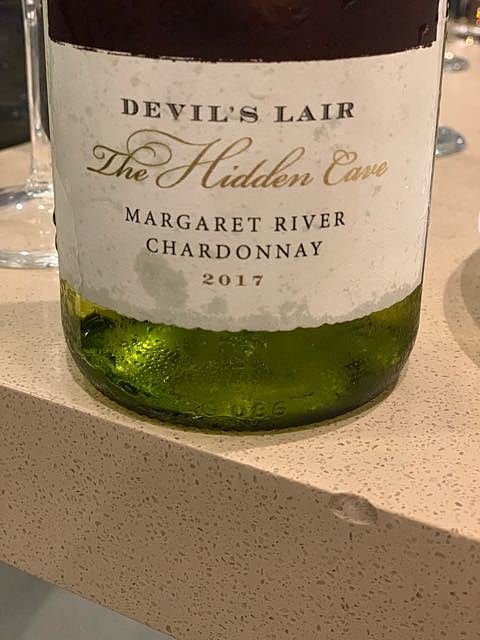 DEVIL'S LAIR
The Hidden Cave
MARGARET RIVER
CHARDONNAY
2017